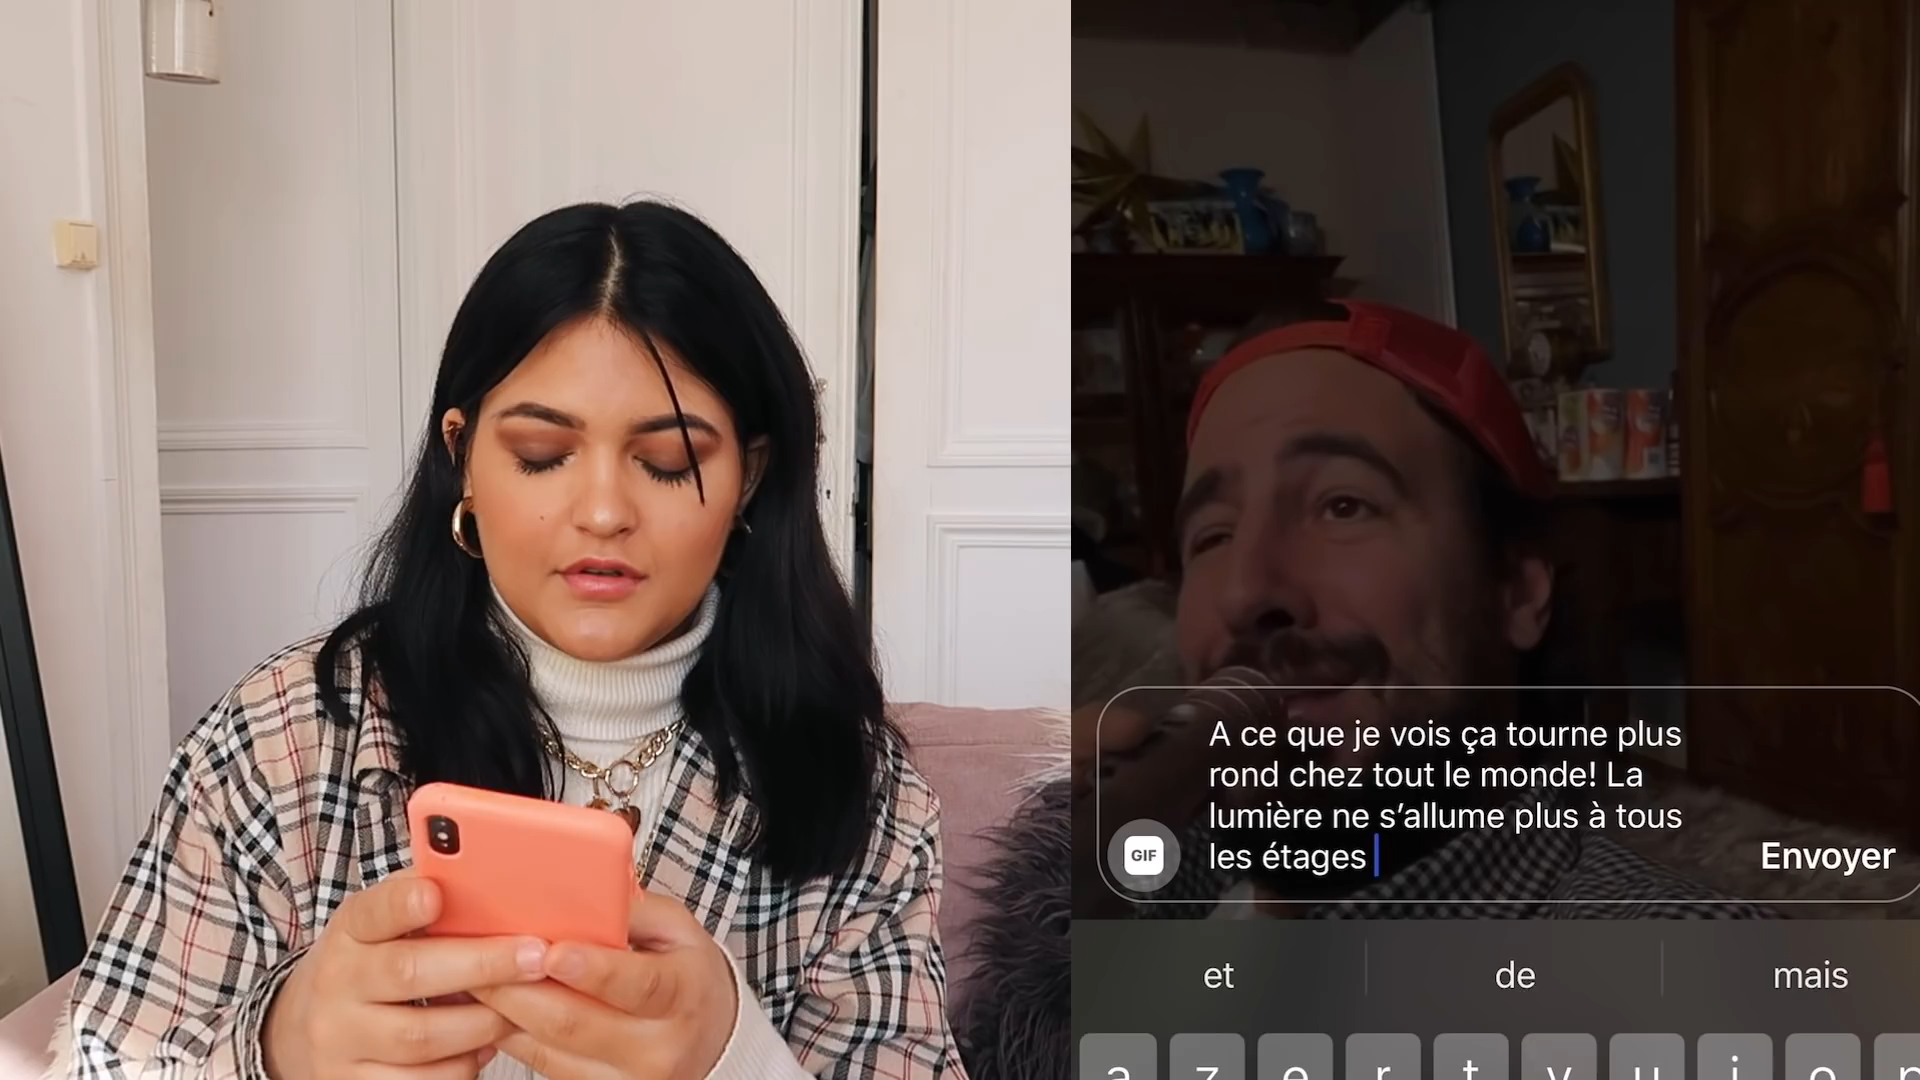 A ce que je vois ça tourne plus
rond chez tout le monde! La
lumière ne s’allume plus à tous
les étages
GIF
Envoyer
et de mais
a z e r t y u i o p